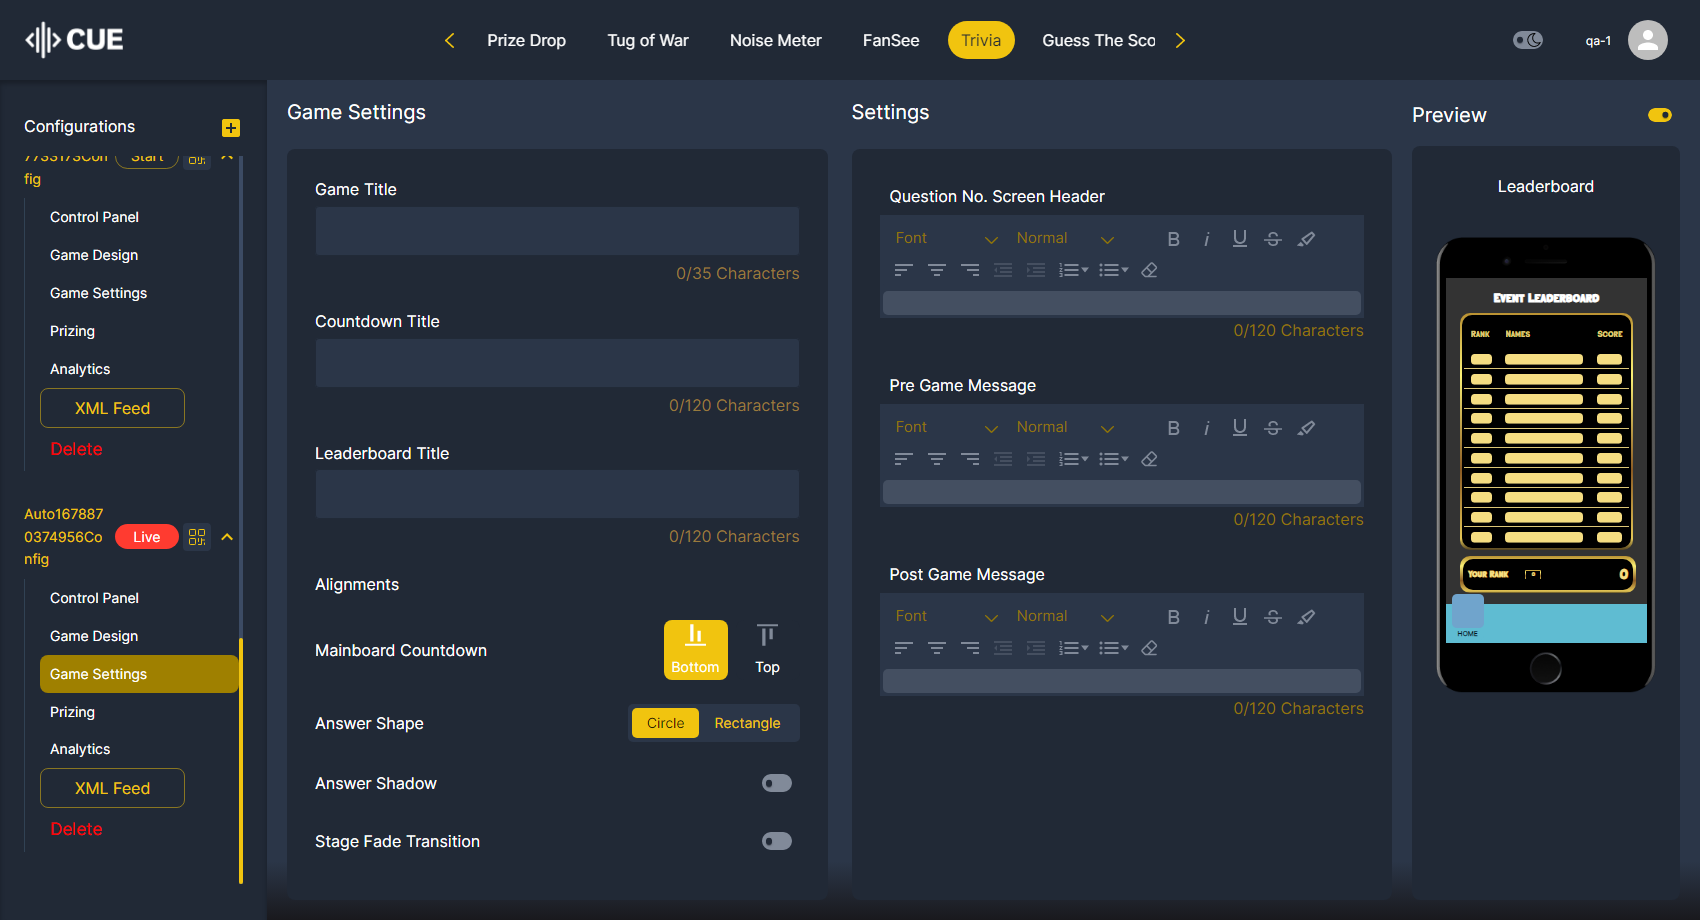 CUE
Prize Drop
Tug of War
Noise Meter
FanSee
Trivia
Guess The Sco
qa-1
Configurations
7733173Con
fig
Start
Control Panel
Game Design
Game Settings
Prizing
Analytics
XML Feed
Delete
Auto167887
0374956Co
nfig
Live
Control Panel
Game Design
Game Settings
Prizing
Analytics
XML Feed
Delete
Game Settings
Game Title
0/35 Characters
Countdown Title
0/120 Characters
Leaderboard Title
0/120 Characters
Alignments
Mainboard Countdown
Bottom
Top
Answer Shape
Circle
Rectangle
Answer Shadow
Stage Fade Transition
Settings
Question No. Screen Header
Font
Normal
0/120 Characters
Pre Game Message
Font
Normal
0/120 Characters
Post Game Message
Font
Normal
0/120 Characters
Preview
Leaderboard
Event Leaderboard
Rank Names Score
Your Rank 0
HOME